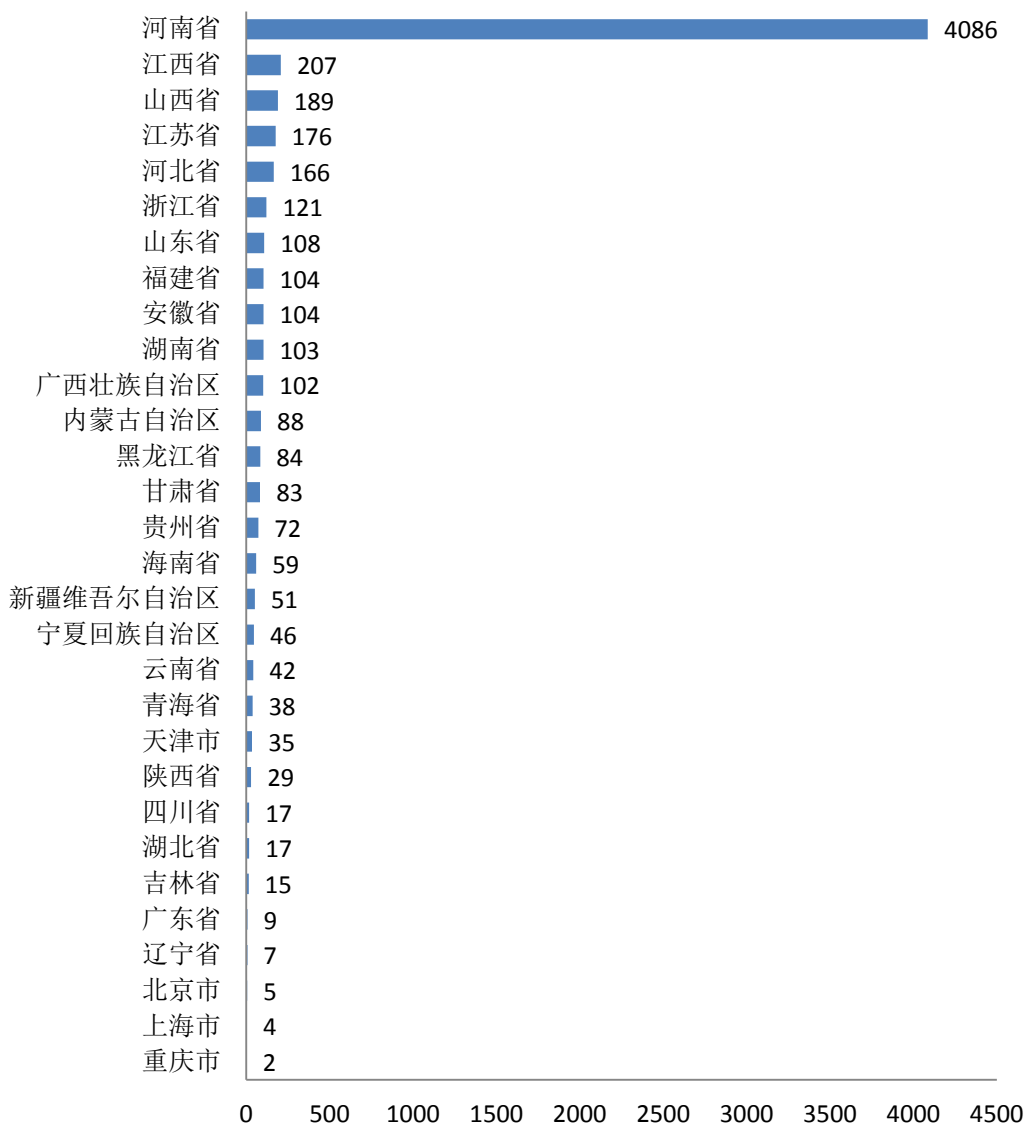 河南省 4086
江西省 207
山西省 189
江苏省 176
河北省 166
浙江省 121
山东省 108
福建省 104
安徽省 104
湖南省 103
广西壮族自治区 102
内蒙古自治区 88
黑龙江省 84
甘肃省 83
贵州省 72
海南省 59
新疆维吾尔自治区 51
宁夏回族自治区 46
云南省 42
青海省 38
天津市 35
陕西省 29
四川省 17
湖北省 17
吉林省 15
广东省 9
辽宁省 7
北京市 5
上海市 4
重庆市 2
0 500 1000 1500 2000 2500 3000 3500 4000 4500